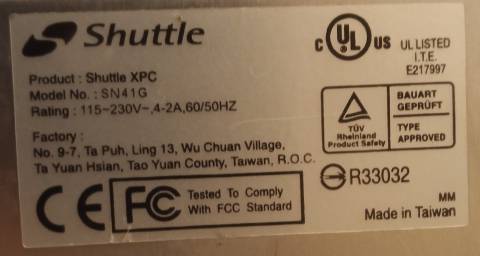 Shuttle
Product : Shuttle XPC
Model No. : SN41G
Rating : 115~230V~,4-2A,60/50HZ
Factory :
No. 9-7, Ta Puh, Ling 13, Wu Chuan Village,
Ta Yuan Hsian, Tao Yuan County, Taiwan, R.O.C.
CE
FC
Tested To Comply
With FCC Standard
C UL US
UL LISTED
I.T.E.
E217997
TÜV
Rheinland
Product Safety
BAUART
GEPRÜFT
TYPE
APPROVED
R33032
MM
Made in Taiwan